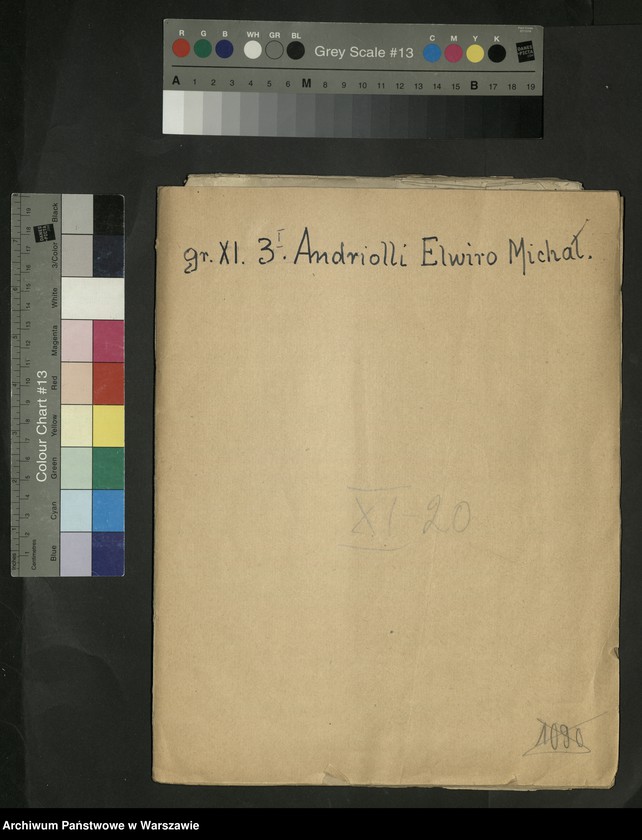 R G B WH GR BL Grey Scale #13 C M Y K
A 1 2 3 4 5 6 M 8 9 10 11 12 13 14 15 B 17 18 19
gr. XI. 3I. Andriolli Elwiro Michał.
Colour Chart #13
Blue Cyan Green Yellow Red Magenta White 3/Color Black
Inches
Centimetres
XI-20
1090
Archiwum Państwowe w Warszawie